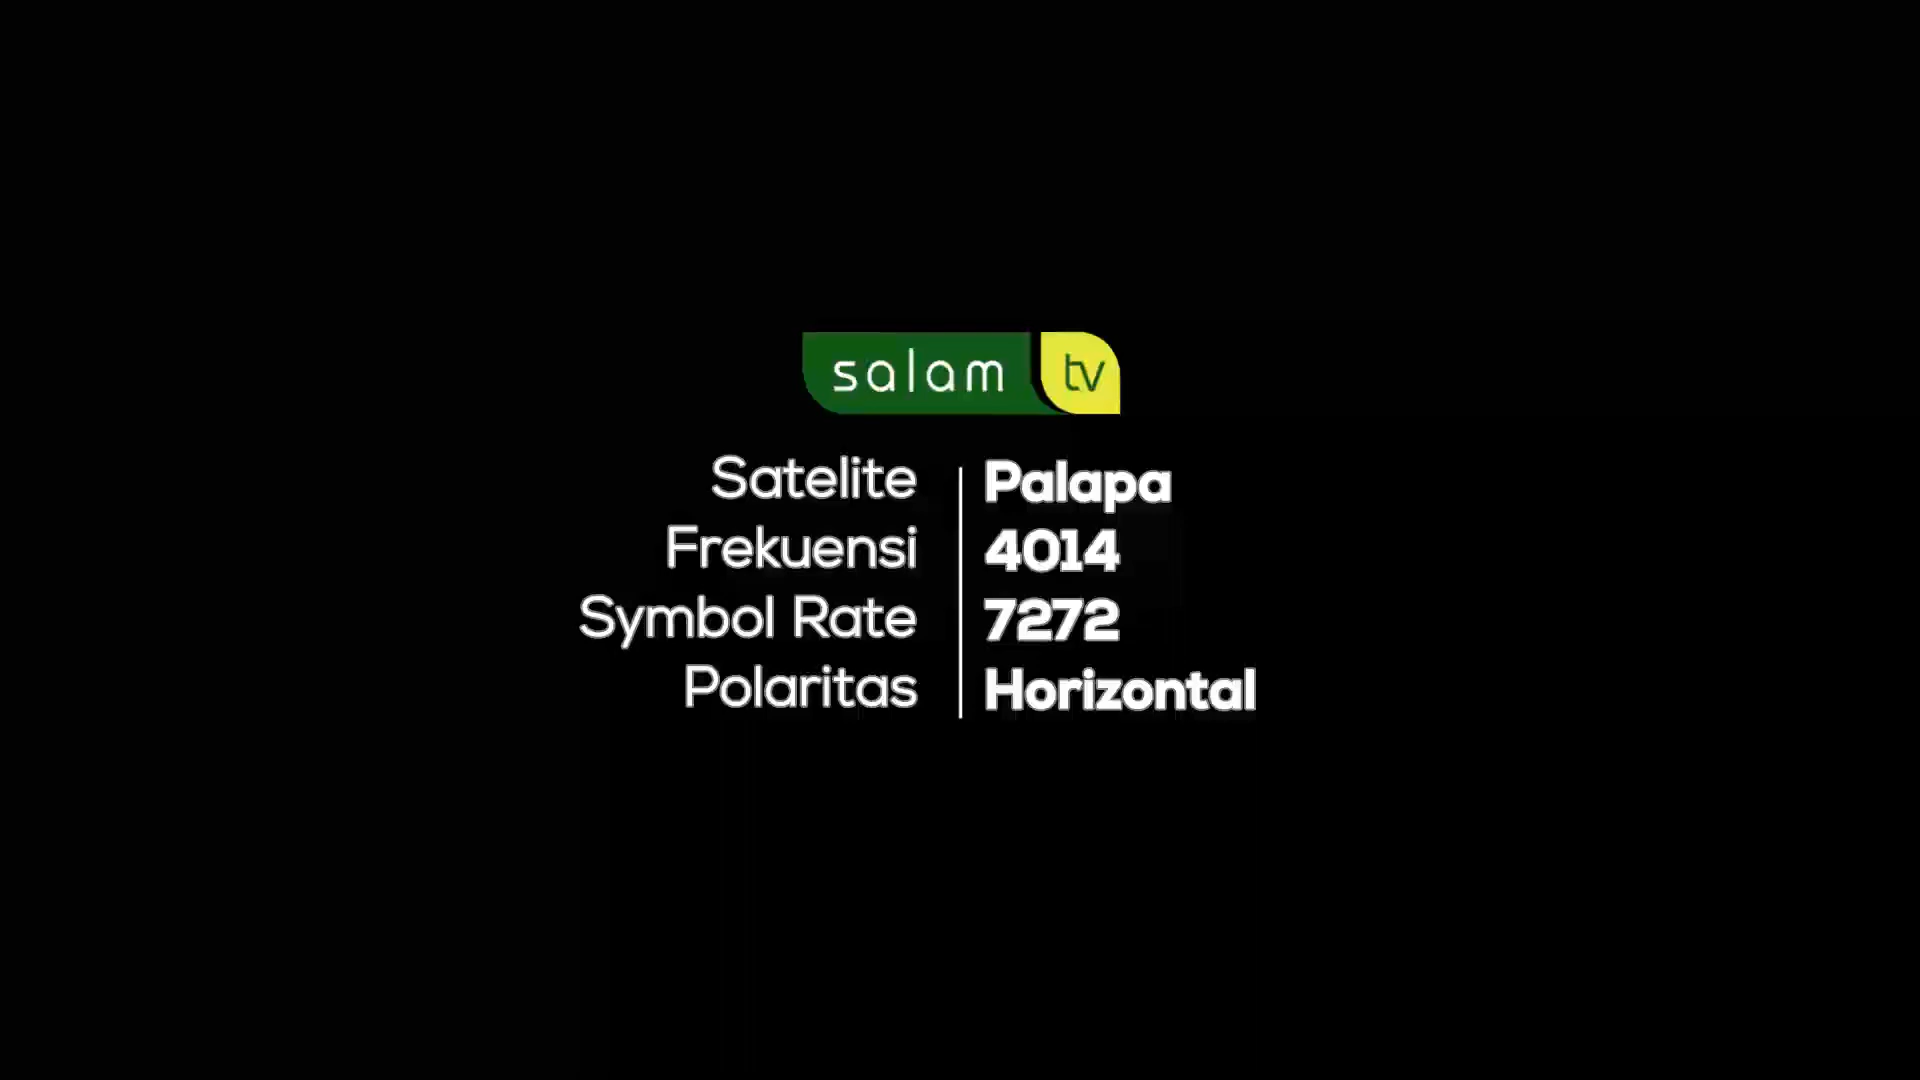 salam tv
Satelite Palapa
Frekuensi 4014
Symbol Rate 7272
Polaritas Horizontal